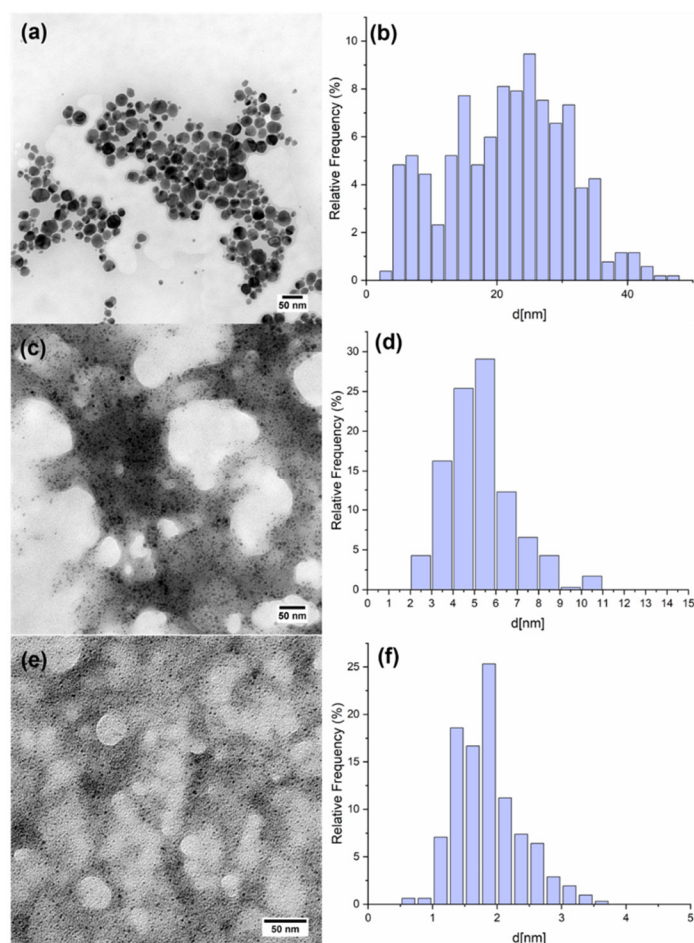 (a)
50 nm
(b)
Relative Frequency (%)
10
8
6
4
2
0
0 20 40
d[nm]
(c)
50 nm
(d)
Relative Frequency (%)
30
25
20
15
10
5
0
0 1 2 3 4 5 6 7 8 9 10 11 12 13 14 15
d[nm]
(e)
50 nm
(f)
Relative Frequency (%)
25
20
15
10
5
0
0 1 2 3 4 5
d[nm]